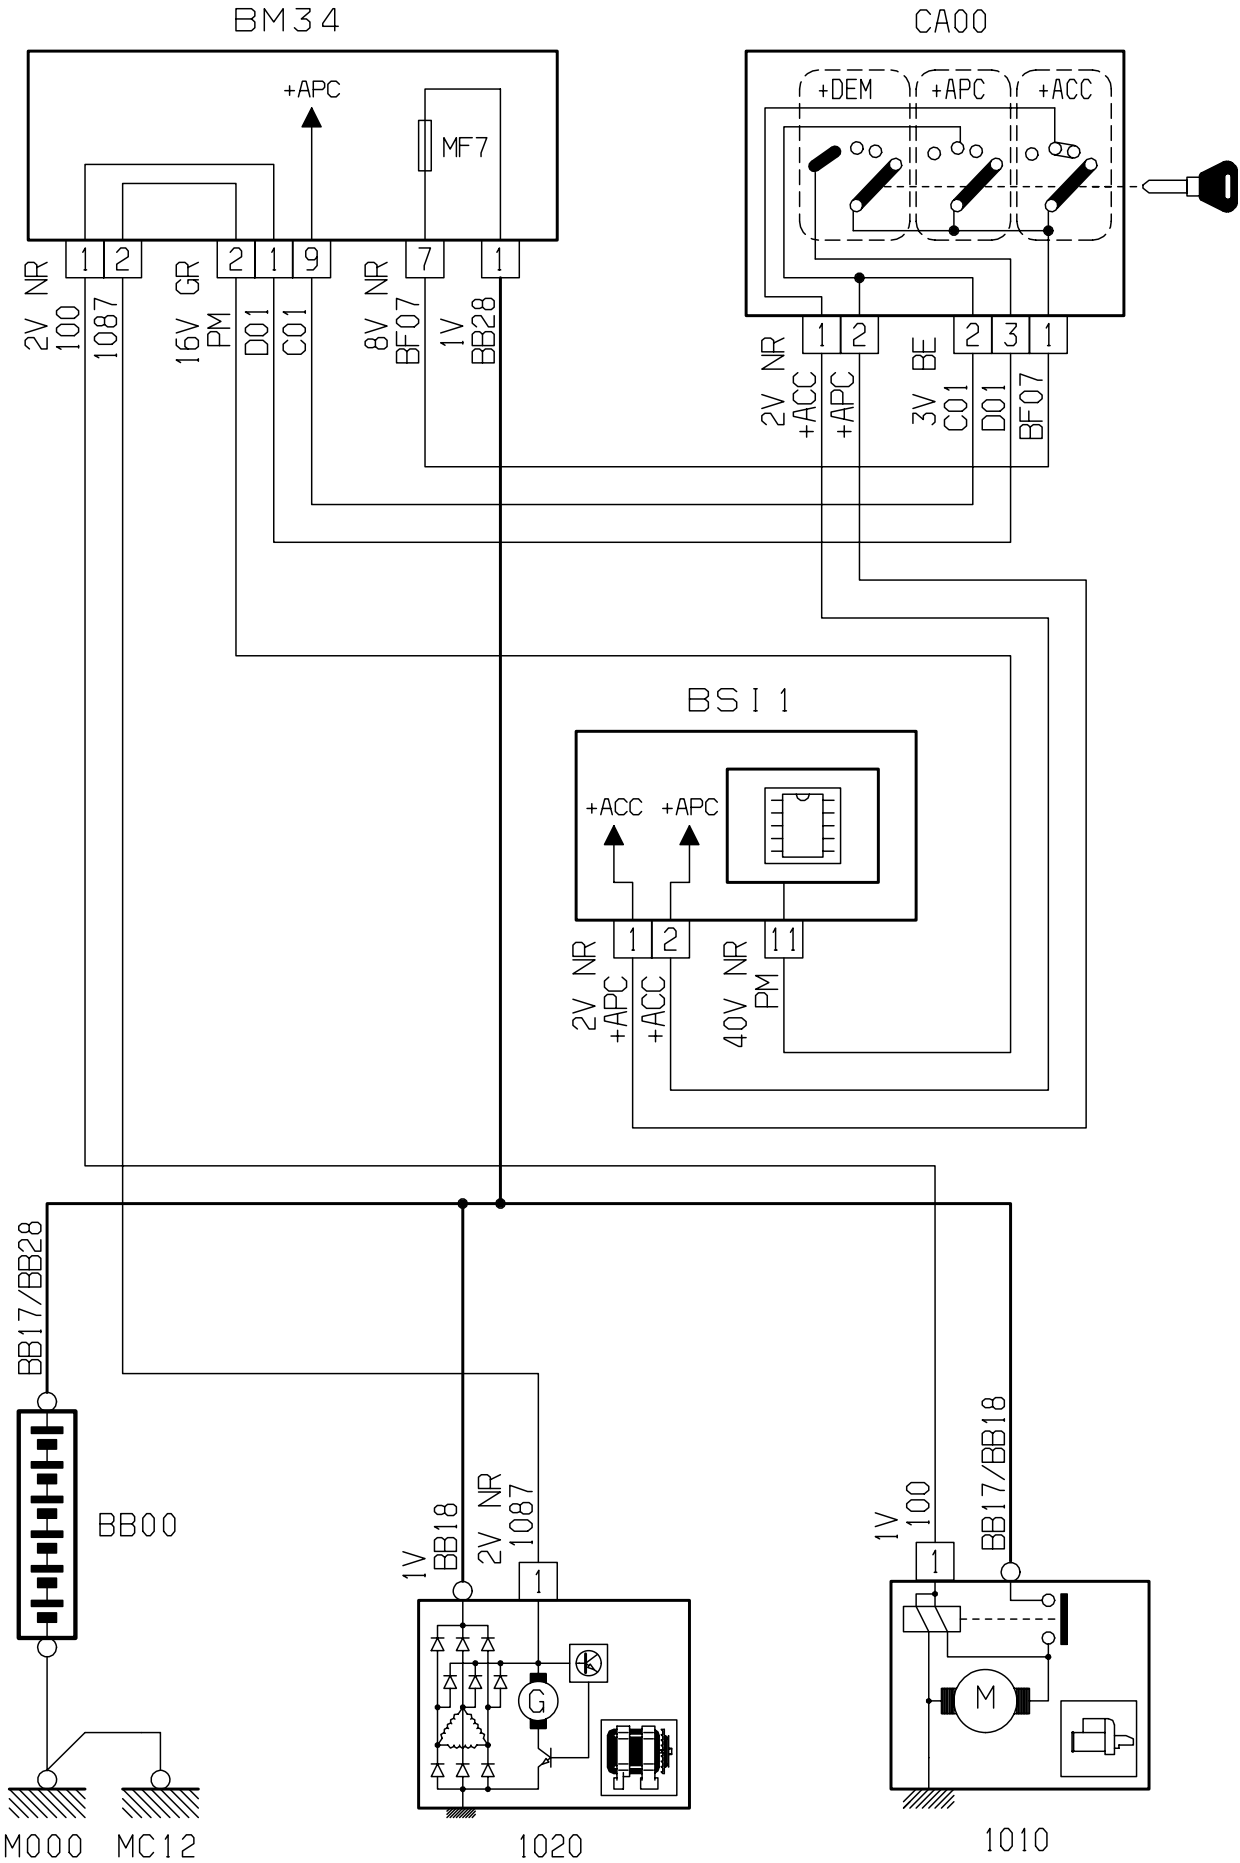 BM34
CA00
+APC
MF7
+DEM
+APC
+ACC
1
2
2
1
9
7
1
2V NR
100
1087
16V GR
PM
D01
C01
8V NR
BF07
1V
BB28
1
2
2
3
1
2V NR
+ACC
+APC
3V BE
C01
D01
BF07
BSI1
+ACC
+APC
1
2
11
2V NR
+APC
+ACC
40V NR
PM
BB17/BB28
BB00
1V
BB18
2V NR
1087
1
1V
100
BB17/BB18
1
G
M
M000
MC12
1020
1010